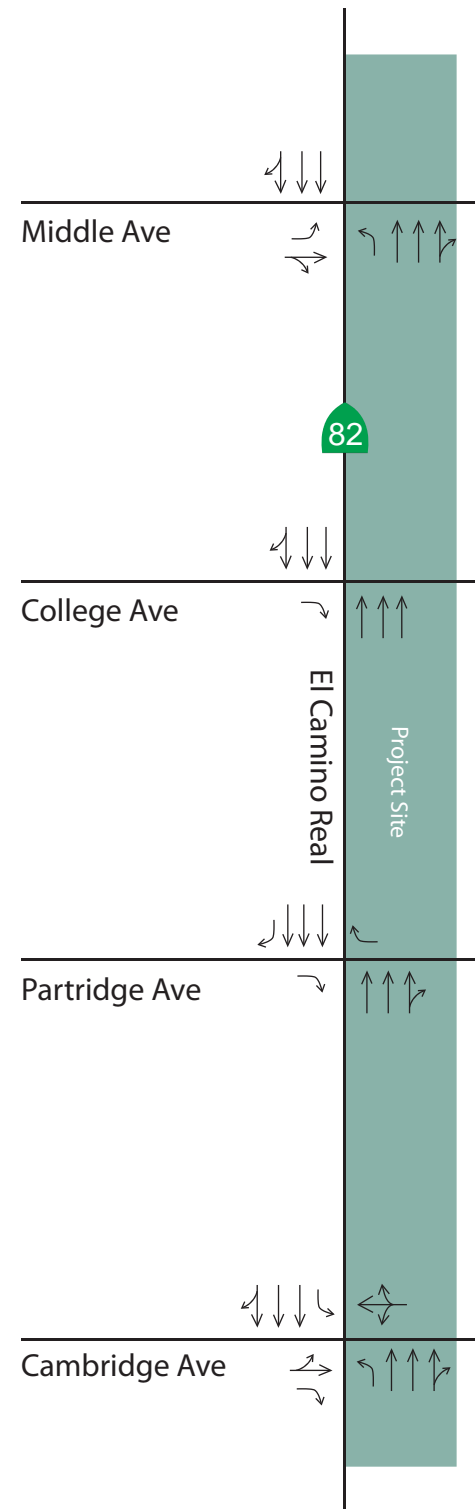 Middle Ave
82
College Ave
El Camino Real
Project Site
Partridge Ave
Cambridge Ave